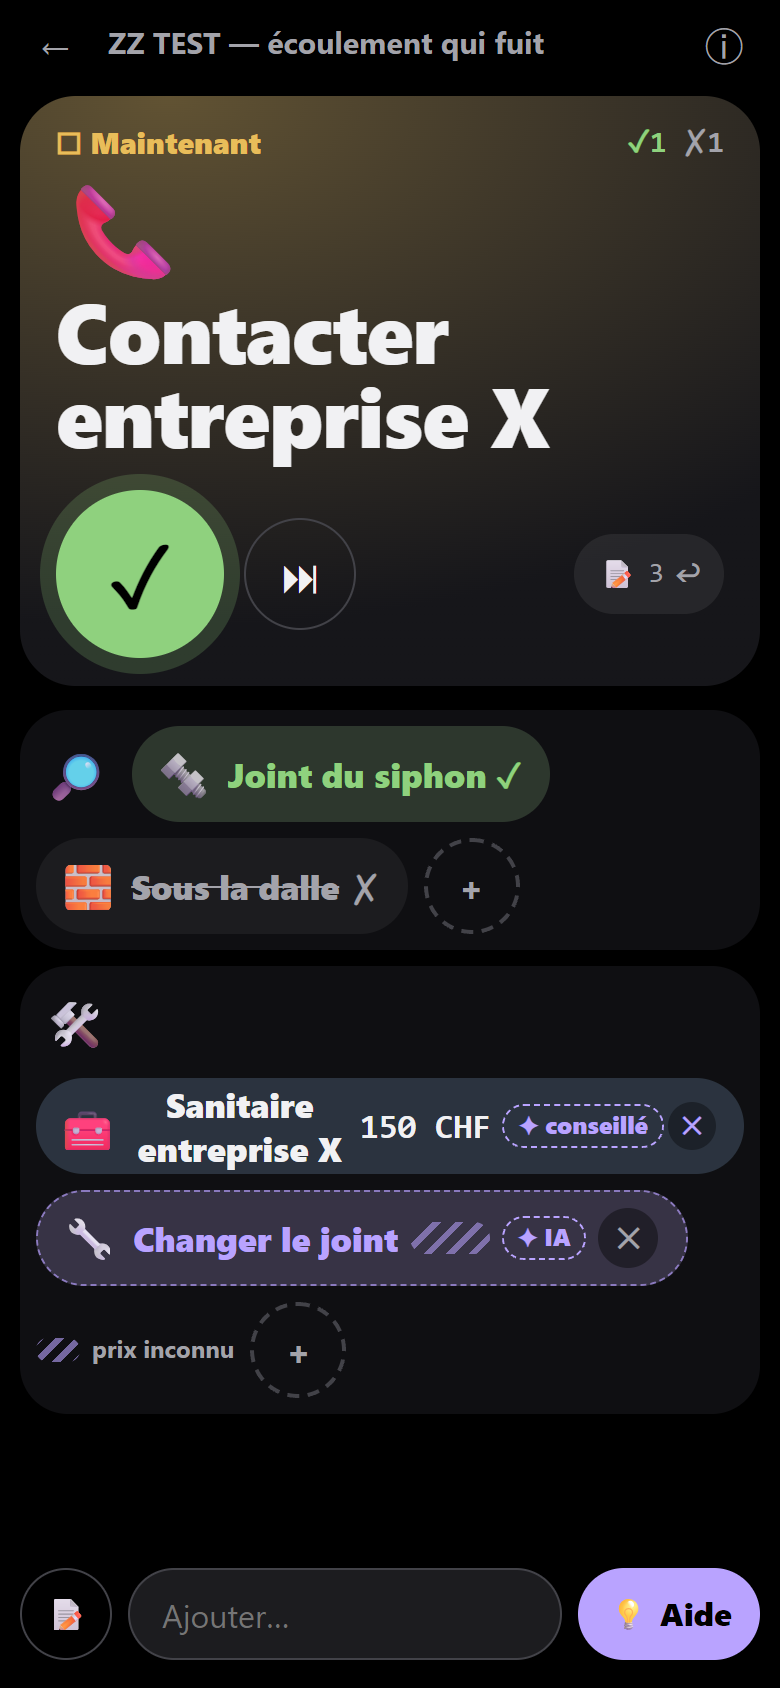 ← ZZ TEST — écoulement qui fuit ⓘ
☐ Maintenant ✓1 ✗1
Contacter
entreprise X
✓ ⏭ 📝 3 ↩
Joint du siphon ✓
Sous la dalle ✗ +
Sanitaire
entreprise X 150 CHF ✦ conseillé ✕
Changer le joint ✦ IA ✕
prix inconnu +
Ajouter... Aide